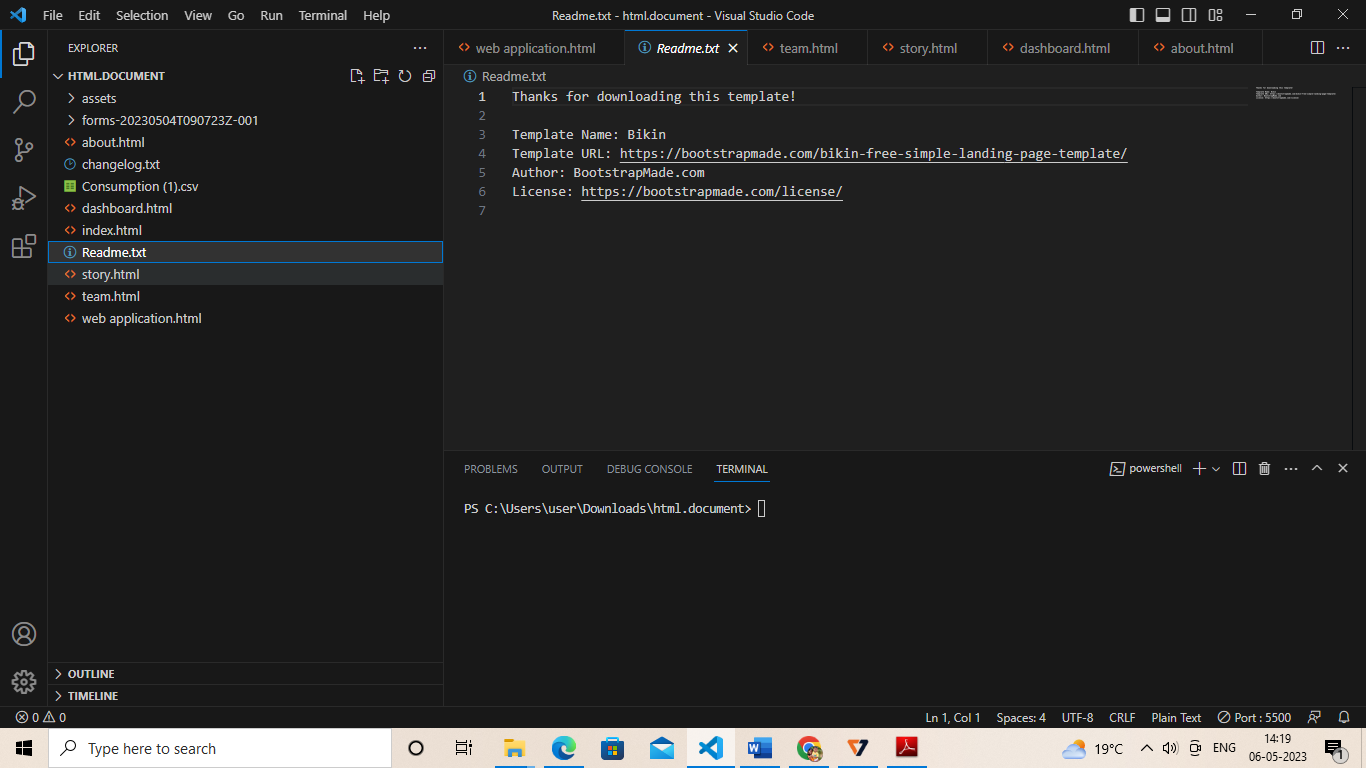 File Edit Selection View Go Run Terminal Help
Readme.txt - html.document - Visual Studio Code
EXPLORER
HTML.DOCUMENT
assets
forms-20230504T090723Z-001
about.html
changelog.txt
Consumption (1).csv
dashboard.html
index.html
Readme.txt
story.html
team.html
web application.html
OUTLINE
TIMELINE
web application.html Readme.txt team.html story.html dashboard.html about.html
Readme.txt
1 Thanks for downloading this template!
2
3 Template Name: Bikin
4 Template URL: https://bootstrapmade.com/bikin-free-simple-landing-page-template/
5 Author: BootstrapMade.com
6 License: https://bootstrapmade.com/license/
7
PROBLEMS OUTPUT DEBUG CONSOLE TERMINAL
powershell
PS C:\Users\user\Downloads\html.document>
0 0
Ln 1, Col 1 Spaces: 4 UTF-8 CRLF Plain Text Port : 5500
Type here to search
19°C ENG
14:19
06-05-2023
1